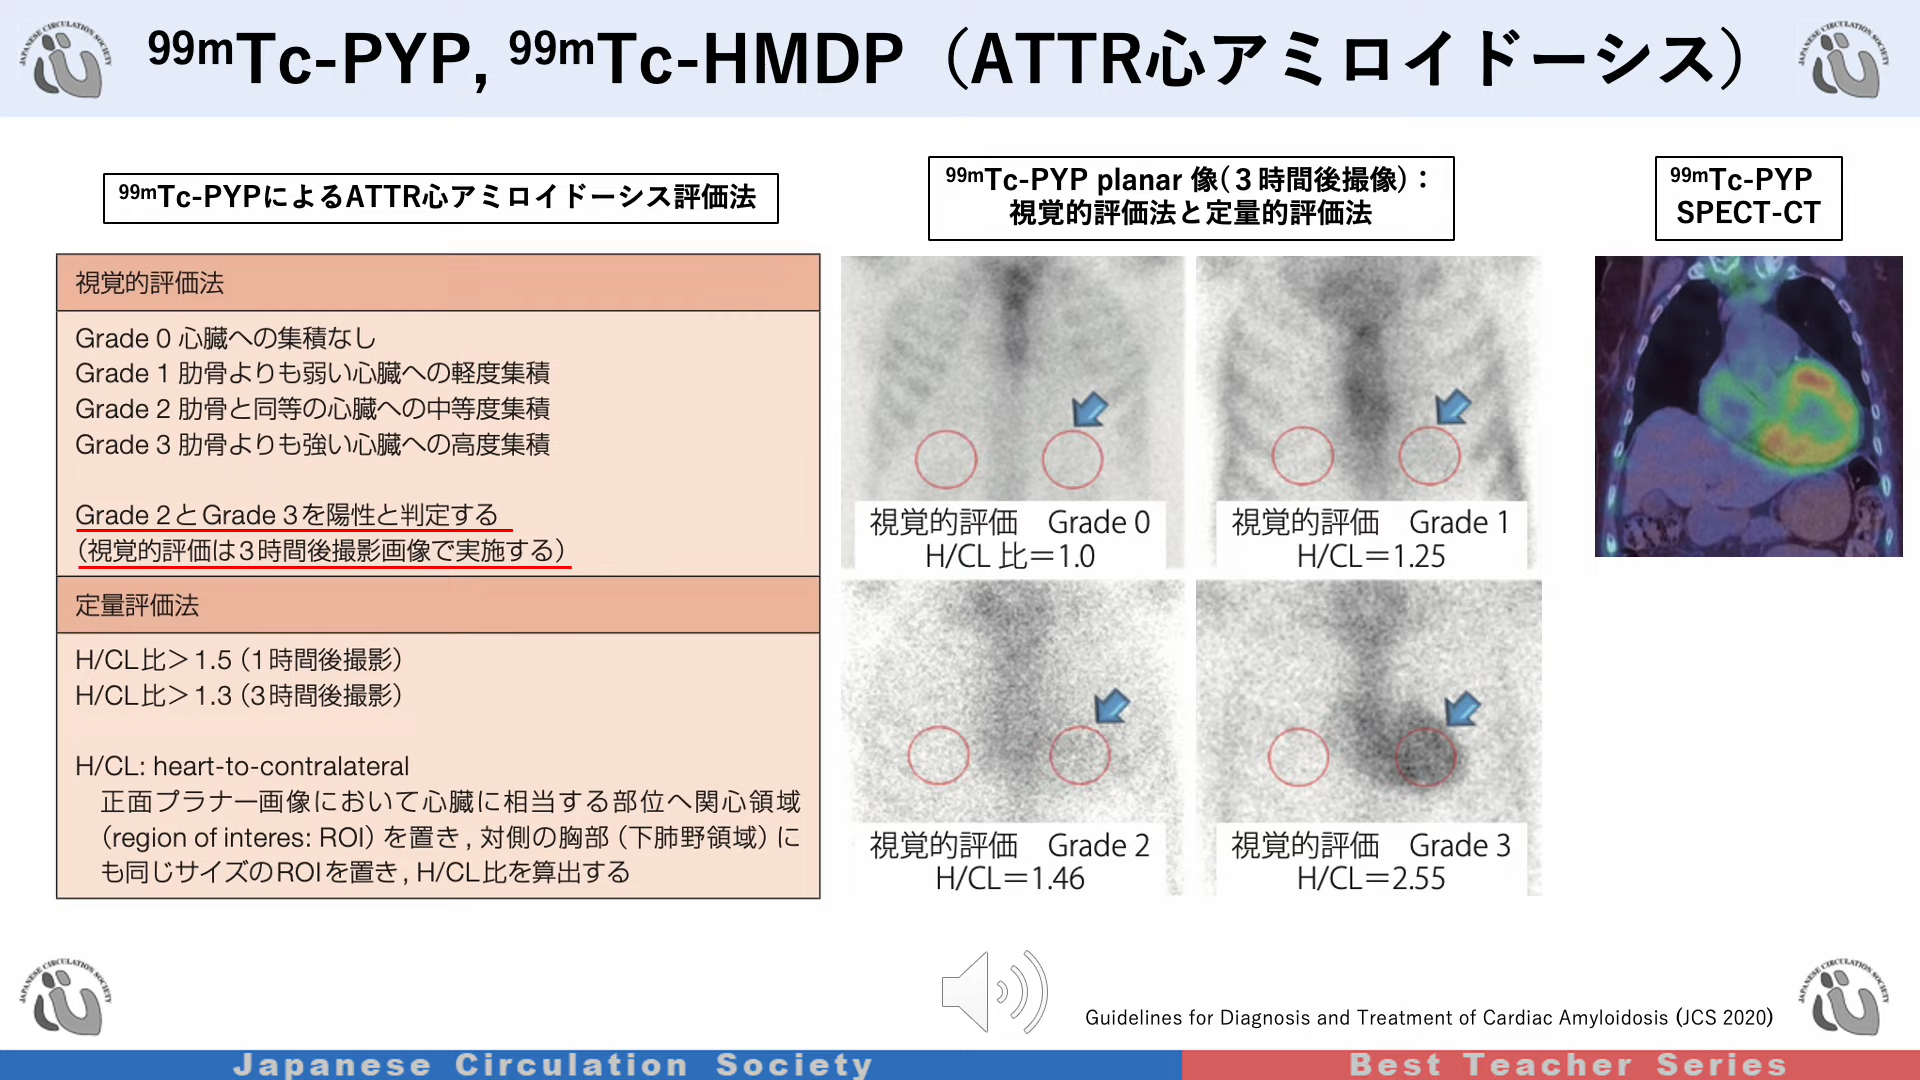 99mTc-PYP, 99mTc-HMDP（ATTR心アミロイドーシス）
99mTc-PYPによるATTR心アミロイドーシス評価法
視覚的評価法
Grade 0 心臓への集積なし
Grade 1 肋骨よりも弱い心臓への軽度集積
Grade 2 肋骨と同等の心臓への中等度集積
Grade 3 肋骨よりも強い心臓への高度集積
Grade 2とGrade 3を陽性と判定する
（視覚的評価は3時間後撮影画像で実施する）
定量評価法
H/CL比＞1.5（1時間後撮影）
H/CL比＞1.3（3時間後撮影）
H/CL: heart-to-contralateral
正面プラナー画像において心臓に相当する部位へ関心領域
（region of interes: ROI）を置き，対側の胸部（下肺野領域）に
も同じサイズのROIを置き，H/CL比を算出する
99mTc-PYP planar 像（３時間後撮像）：
視覚的評価法と定量的評価法
視覚的評価 Grade 0
H/CL 比＝1.0
視覚的評価 Grade 1
H/CL＝1.25
視覚的評価 Grade 2
H/CL＝1.46
視覚的評価 Grade 3
H/CL＝2.55
99mTc-PYP
SPECT-CT
Guidelines for Diagnosis and Treatment of Cardiac Amyloidosis (JCS 2020)
JAPANESE CIRCULATION SOCIETY
JAPANESE CIRCULATION SOCIETY
JAPANESE CIRCULATION SOCIETY
JAPANESE CIRCULATION SOCIETY
Japanese Circulation Society
Best Teacher Series